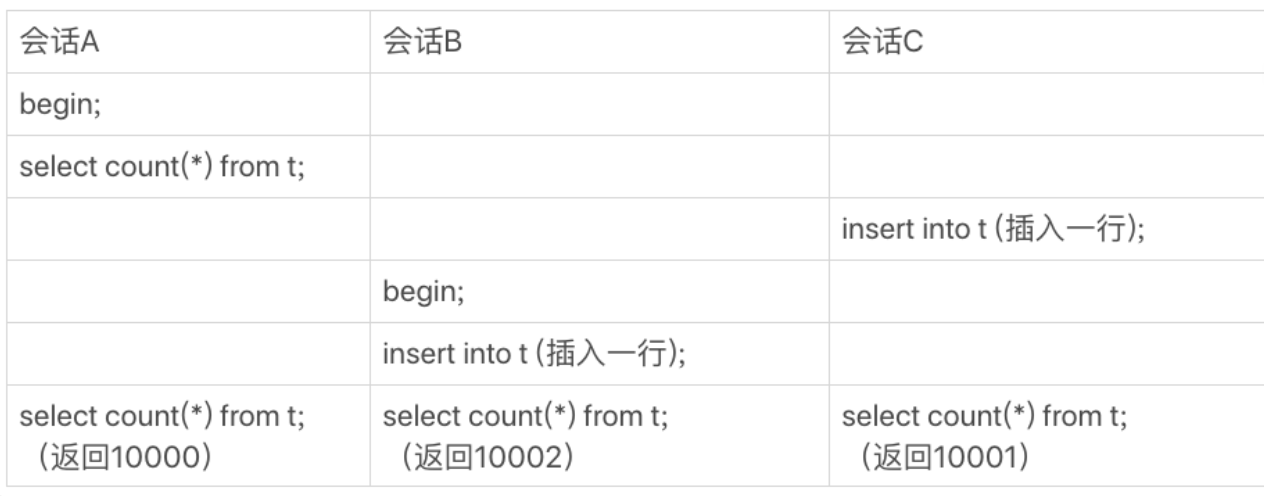 会话A
会话B
会话C
begin;
select count(*) from t;
insert into t (插入一行);
begin;
insert into t (插入一行);
select count(*) from t;
（返回10000）
select count(*) from t;
（返回10002）
select count(*) from t;
（返回10001）